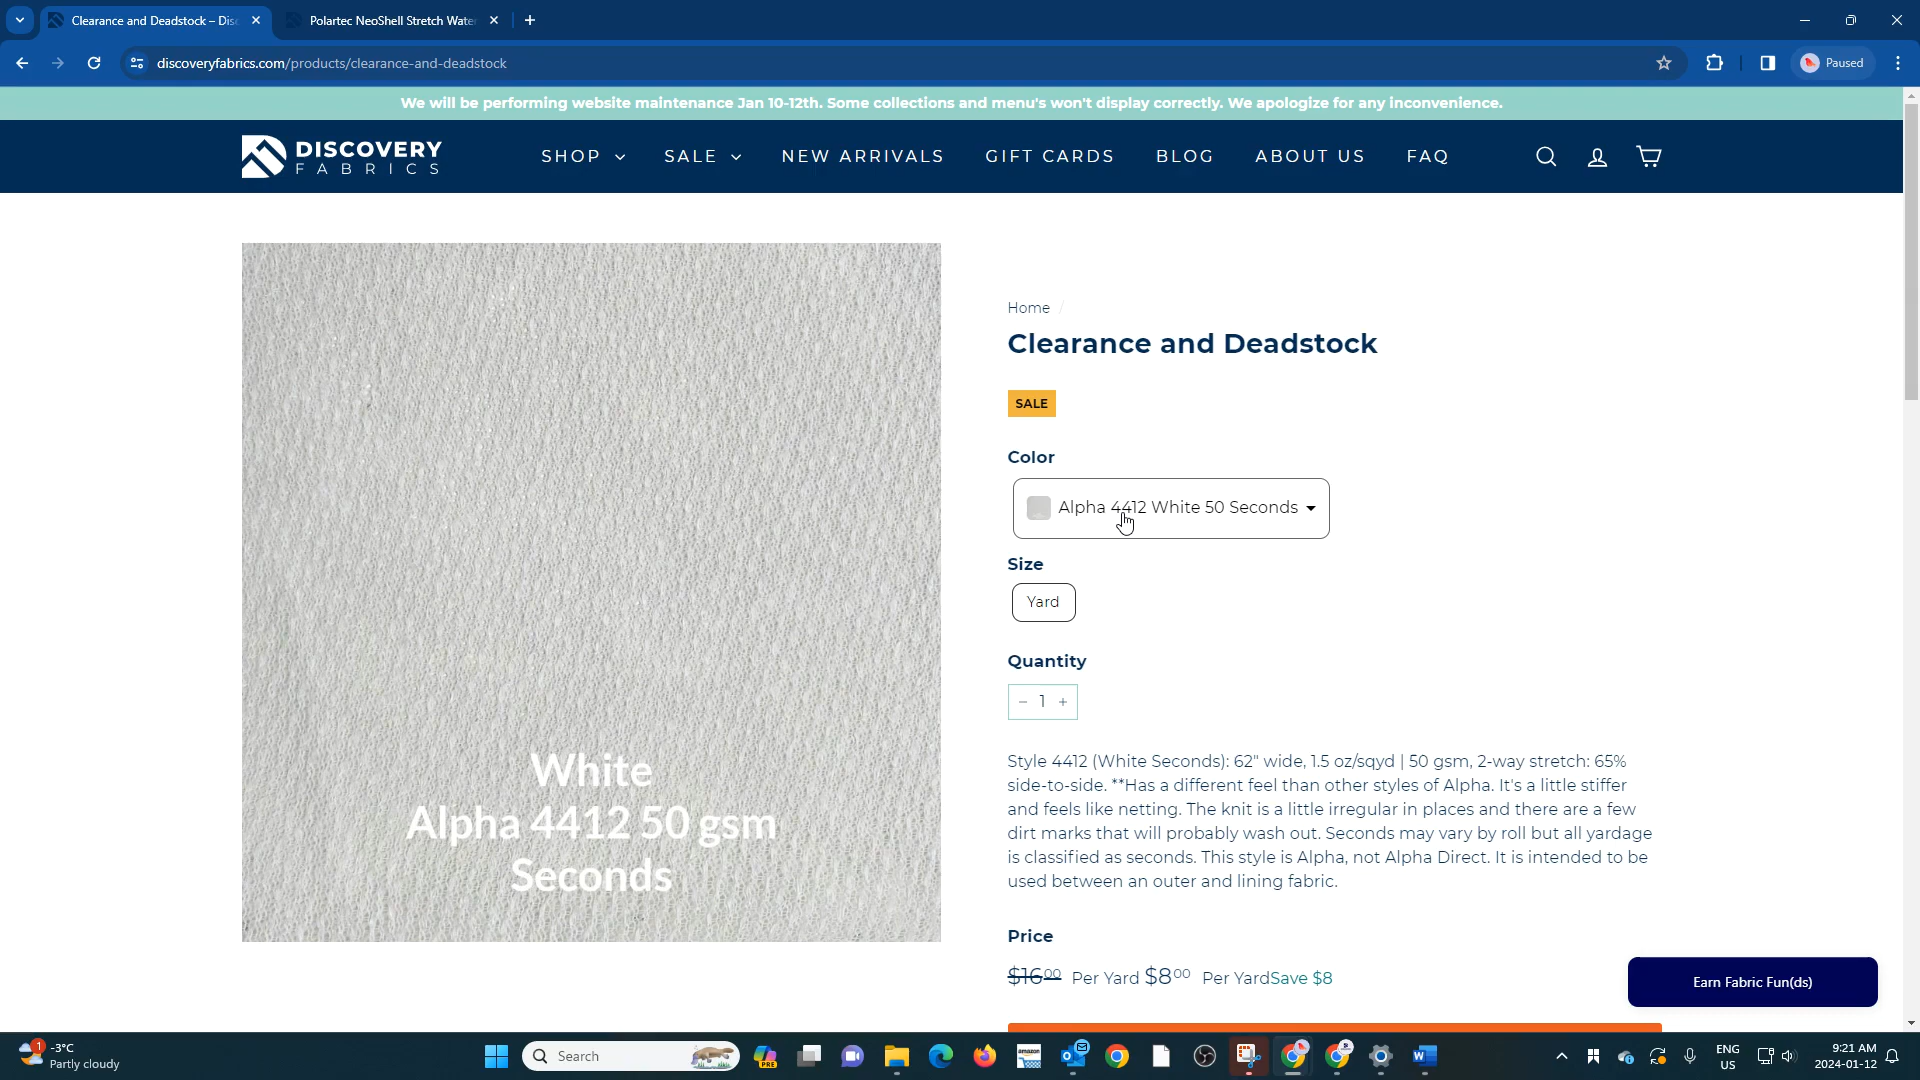 Clearance and Deadstock – Dis
Polartec NeoShell Stretch Wate
discoveryfabrics.com/products/clearance-and-deadstock
Paused
We will be performing website maintenance Jan 10-12th. Some collections and menu's won't display correctly. We apologize for any inconvenience.
DISCOVERY
FABRICS
SHOP
SALE
NEW ARRIVALS
GIFT CARDS
BLOG
ABOUT US
FAQ
White
Alpha 4412 50 gsm
Seconds
Home /
Clearance and Deadstock
SALE
Color
Alpha 4412 White 50 Seconds
Size
Yard
Quantity
− 1 +
Style 4412 (White Seconds): 62" wide, 1.5 oz/sqyd | 50 gsm, 2-way stretch: 65%
side-to-side. **Has a different feel than other styles of Alpha. It's a little stiffer
and feels like netting. The knit is a little irregular in places and there are a few
dirt marks that will probably wash out. Seconds may vary by roll but all yardage
is classified as seconds. This style is Alpha, not Alpha Direct. It is intended to be
used between an outer and lining fabric.
Price
$16.00 Per Yard $8.00 Per YardSave $8
Earn Fabric Fun(ds)
1
-3°C
Partly cloudy
Search
PRE
amazon
ENG
US
9:21 AM
2024-01-12